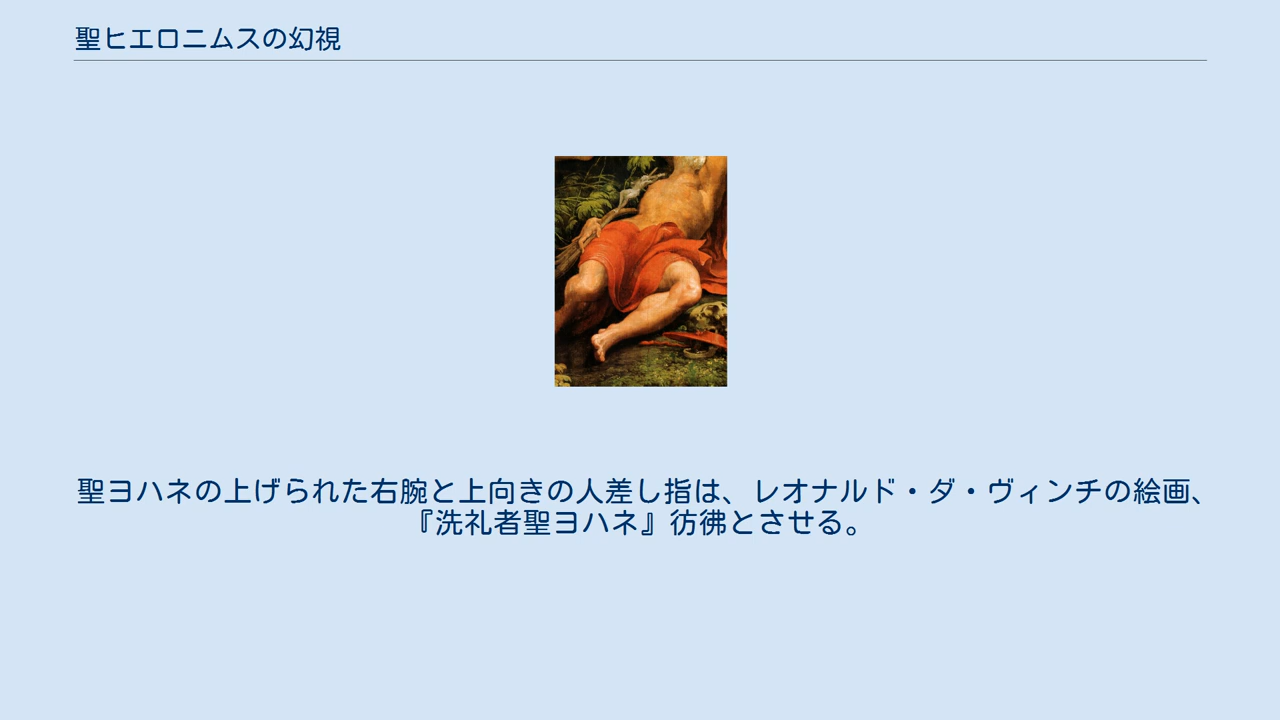 聖ヒエロニムスの幻視
聖ヨハネの上げられた右腕と上向きの人差し指は、レオナルド・ダ・ヴィンチの絵画、
『洗礼者聖ヨハネ』彷彿とさせる。